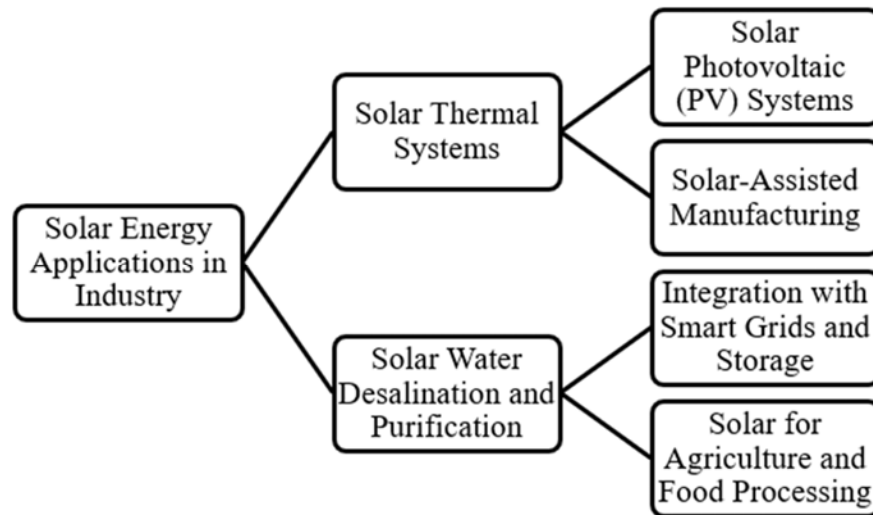 Solar Energy
Applications in
Industry
Solar Thermal
Systems
Solar Photovoltaic
(PV) Systems
Solar-Assisted
Manufacturing
Solar Water
Desalination and
Purification
Integration with
Smart Grids and
Storage
Solar for
Agriculture and
Food Processing